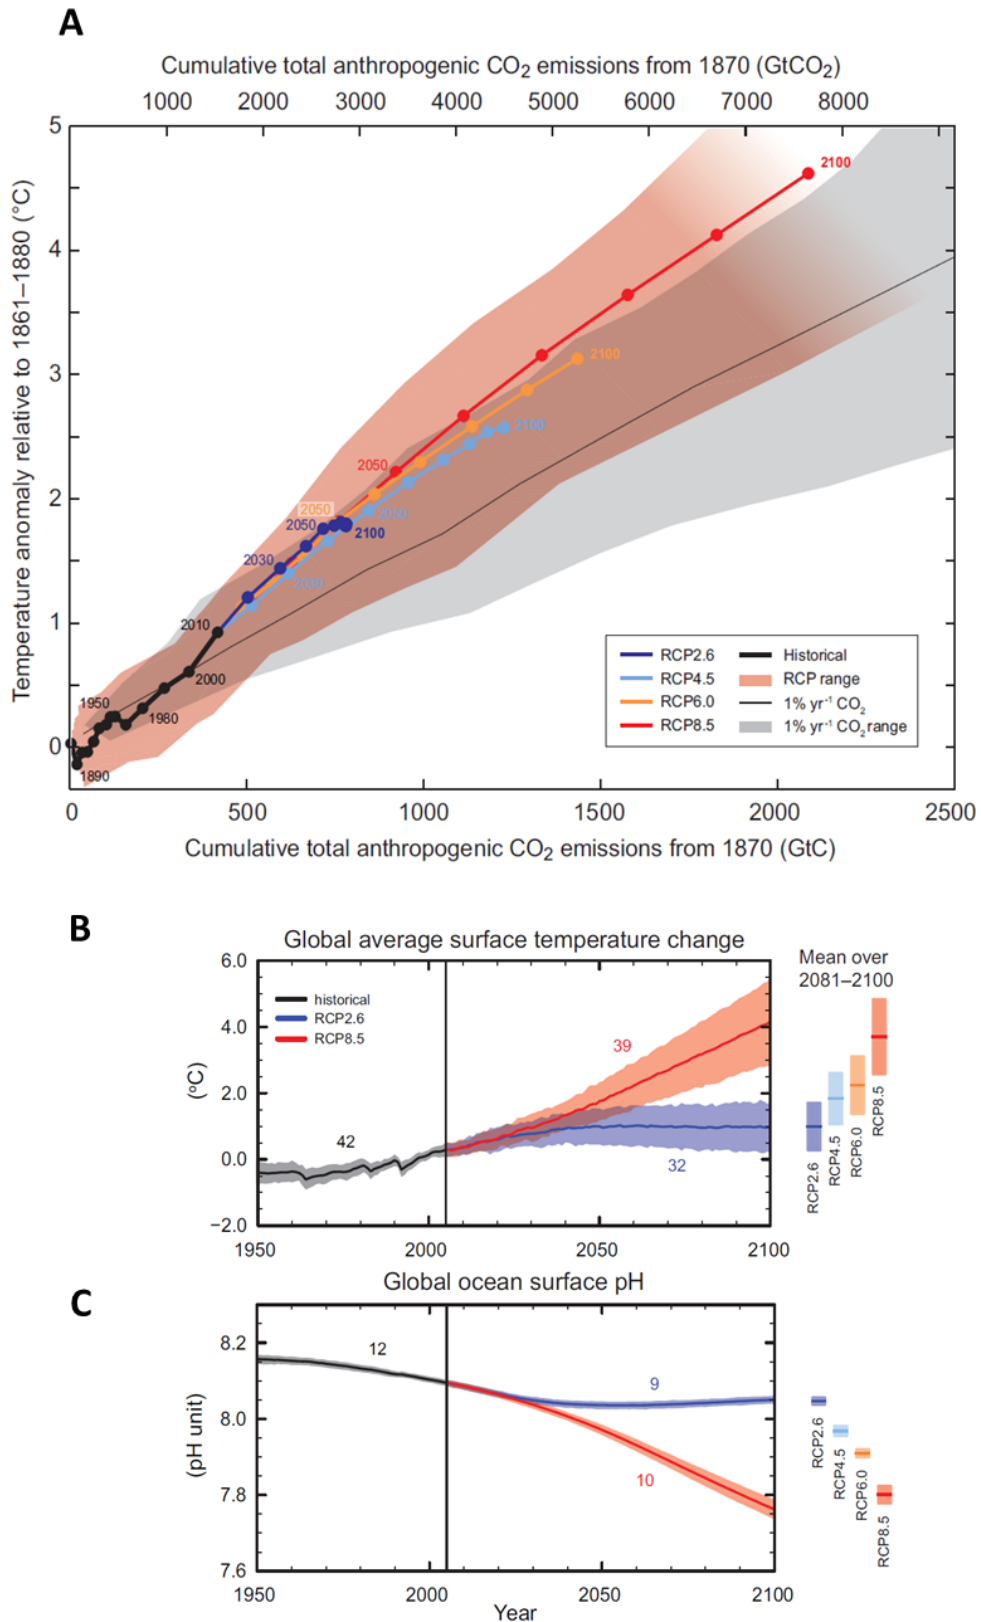 A
Cumulative total anthropogenic CO2 emissions from 1870 (GtCO2)
1000 2000 3000 4000 5000 6000 7000 8000
Temperature anomaly relative to 1861–1880 (°C)
5
4
3
2
1
0
2100
2100
2100
2050
2050
2050
2050
2100
2030
2030
2010
2000
1950
1980
1890
RCP2.6
RCP4.5
RCP6.0
RCP8.5
Historical
RCP range
1% yr-1 CO2
1% yr-1 CO2 range
0 500 1000 1500 2000 2500
Cumulative total anthropogenic CO2 emissions from 1870 (GtC)
B
Global average surface temperature change
Mean over
2081–2100
(°C)
6.0
4.0
2.0
0.0
−2.0
historical
RCP2.6
RCP8.5
42
39
32
RCP2.6
RCP4.5
RCP6.0
RCP8.5
1950 2000 2050 2100
C
Global ocean surface pH
(pH unit)
8.2
8.0
7.8
7.6
12
9
10
RCP2.6
RCP4.5
RCP6.0
RCP8.5
1950 2000 2050 2100
Year